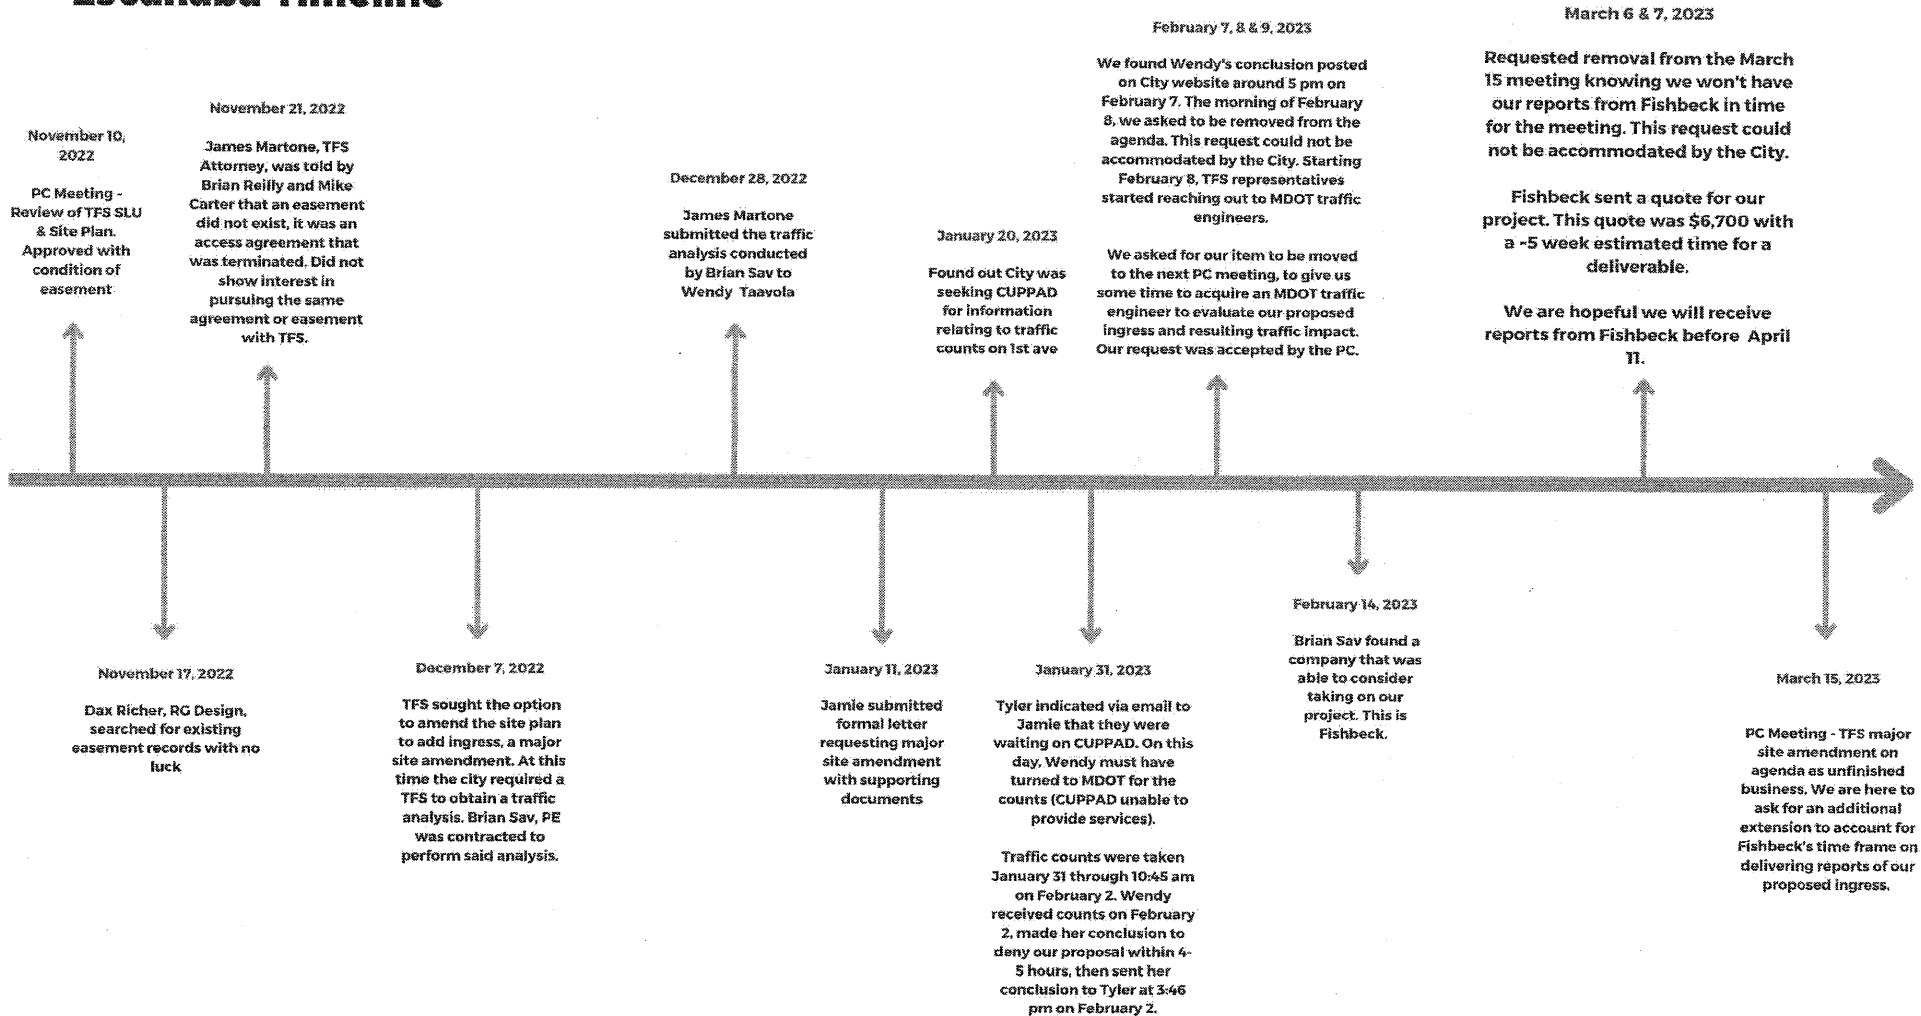 Escanaba Timeline
November 10,
2022
PC Meeting -
Review of TFS SLU
& Site Plan.
Approved with
condition of
easement
November 17, 2022
Dax Richer, RG Design,
searched for existing
easement records with no
luck
November 21, 2022
James Martone, TFS
Attorney, was told by
Brian Reilly and Mike
Carter that an easement
did not exist, it was an
access agreement that
was terminated. Did not
show interest in
pursuing the same
agreement or easement
with TFS.
December 7, 2022
TFS sought the option
to amend the site plan
to add ingress, a major
site amendment. At this
time the city required a
TFS to obtain a traffic
analysis. Brian Sav, PE
was contracted to
perform said analysis.
December 28, 2022
James Martone
submitted the traffic
analysis conducted
by Brian Sav to
Wendy Taavola
January 11, 2023
Jamie submitted
formal letter
requesting major
site amendment
with supporting
documents
January 20, 2023
Found out City was
seeking CUPPAD
for information
relating to traffic
counts on 1st ave
January 31, 2023
Tyler indicated via email to
Jamie that they were
waiting on CUPPAD. On this
day, Wendy must have
turned to MDOT for the
counts (CUPPAD unable to
provide services).
Traffic counts were taken
January 31 through 10:45 am
on February 2. Wendy
received counts on February
2, made her conclusion to
deny our proposal within 4-
5 hours, then sent her
conclusion to Tyler at 3:46
pm on February 2.
February 7, 8 & 9, 2023
We found Wendy's conclusion posted
on City website around 5 pm on
February 7. The morning of February
8, we asked to be removed from the
agenda. This request could not be
accommodated by the City. Starting
February 8, TFS representatives
started reaching out to MDOT traffic
engineers.
We asked for our item to be moved
to the next PC meeting, to give us
some time to acquire an MDOT traffic
engineer to evaluate our proposed
ingress and resulting traffic impact.
Our request was accepted by the PC.
February 14, 2023
Brian Sav found a
company that was
able to consider
taking on our
project. This is
Fishbeck.
March 6 & 7, 2023
Requested removal from the March
15 meeting knowing we won't have
our reports from Fishbeck in time
for the meeting. This request could
not be accommodated by the City.
Fishbeck sent a quote for our
project. This quote was $6,700 with
a ~5 week estimated time for a
deliverable.
We are hopeful we will receive
reports from Fishbeck before April
11.
March 15, 2023
PC Meeting - TFS major
site amendment on
agenda as unfinished
business. We are here to
ask for an additional
extension to account for
Fishbeck's time frame on
delivering reports of our
proposed ingress.